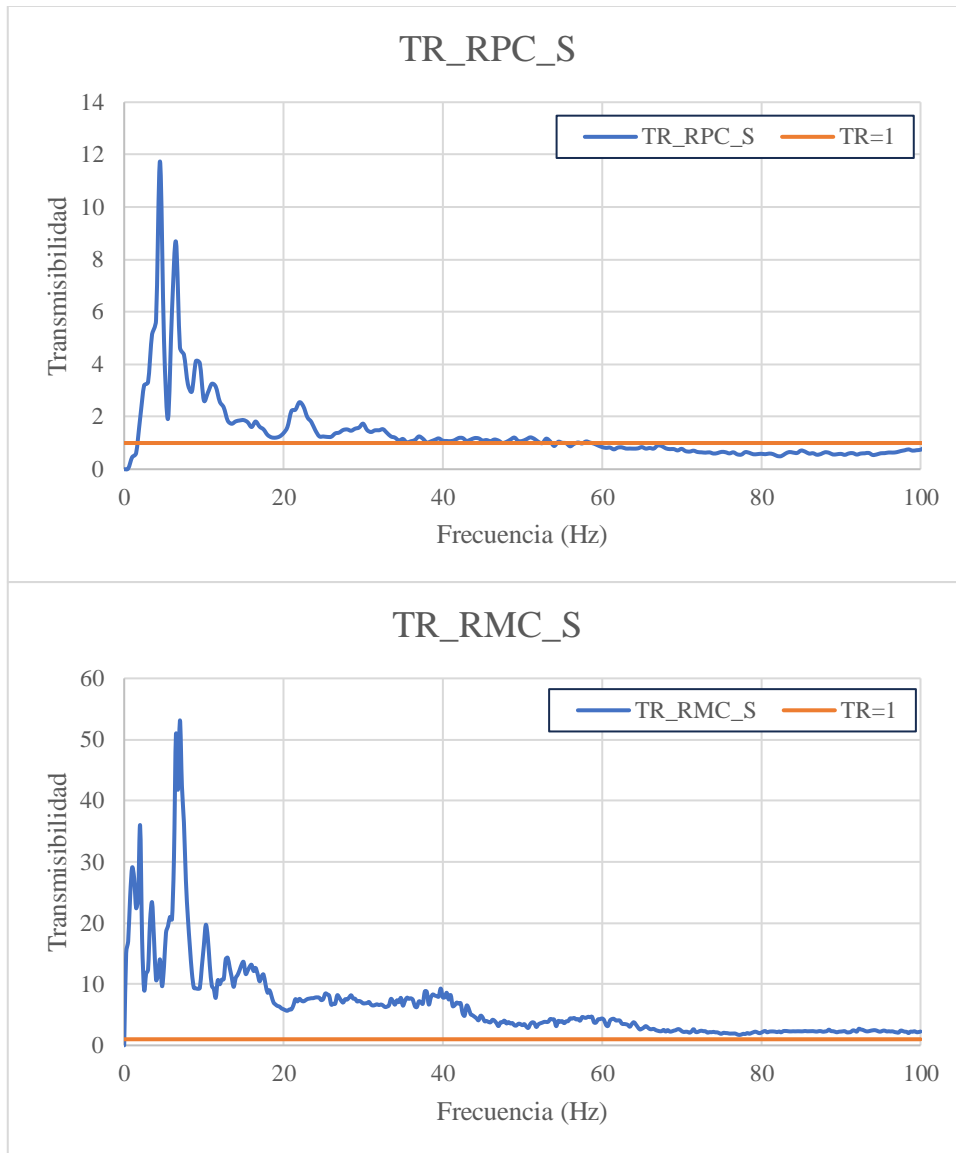 TR_RPC_S
14
12
10
8
6
4
2
0
Transmisibilidad
TR_RPC_S TR=1
0 20 40 60 80 100
Frecuencia (Hz)
TR_RMC_S
60
50
40
30
20
10
0
Transmisibilidad
TR_RMC_S TR=1
0 20 40 60 80 100
Frecuencia (Hz)